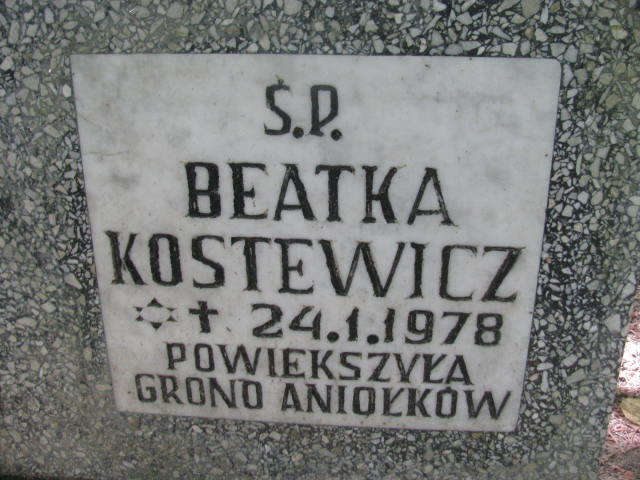 Ś.P.
BEATKA
KOSTEWICZ
✡✝ 24.1.1978
POWIEKSZYŁA
GRONO ANIOŁKÓW